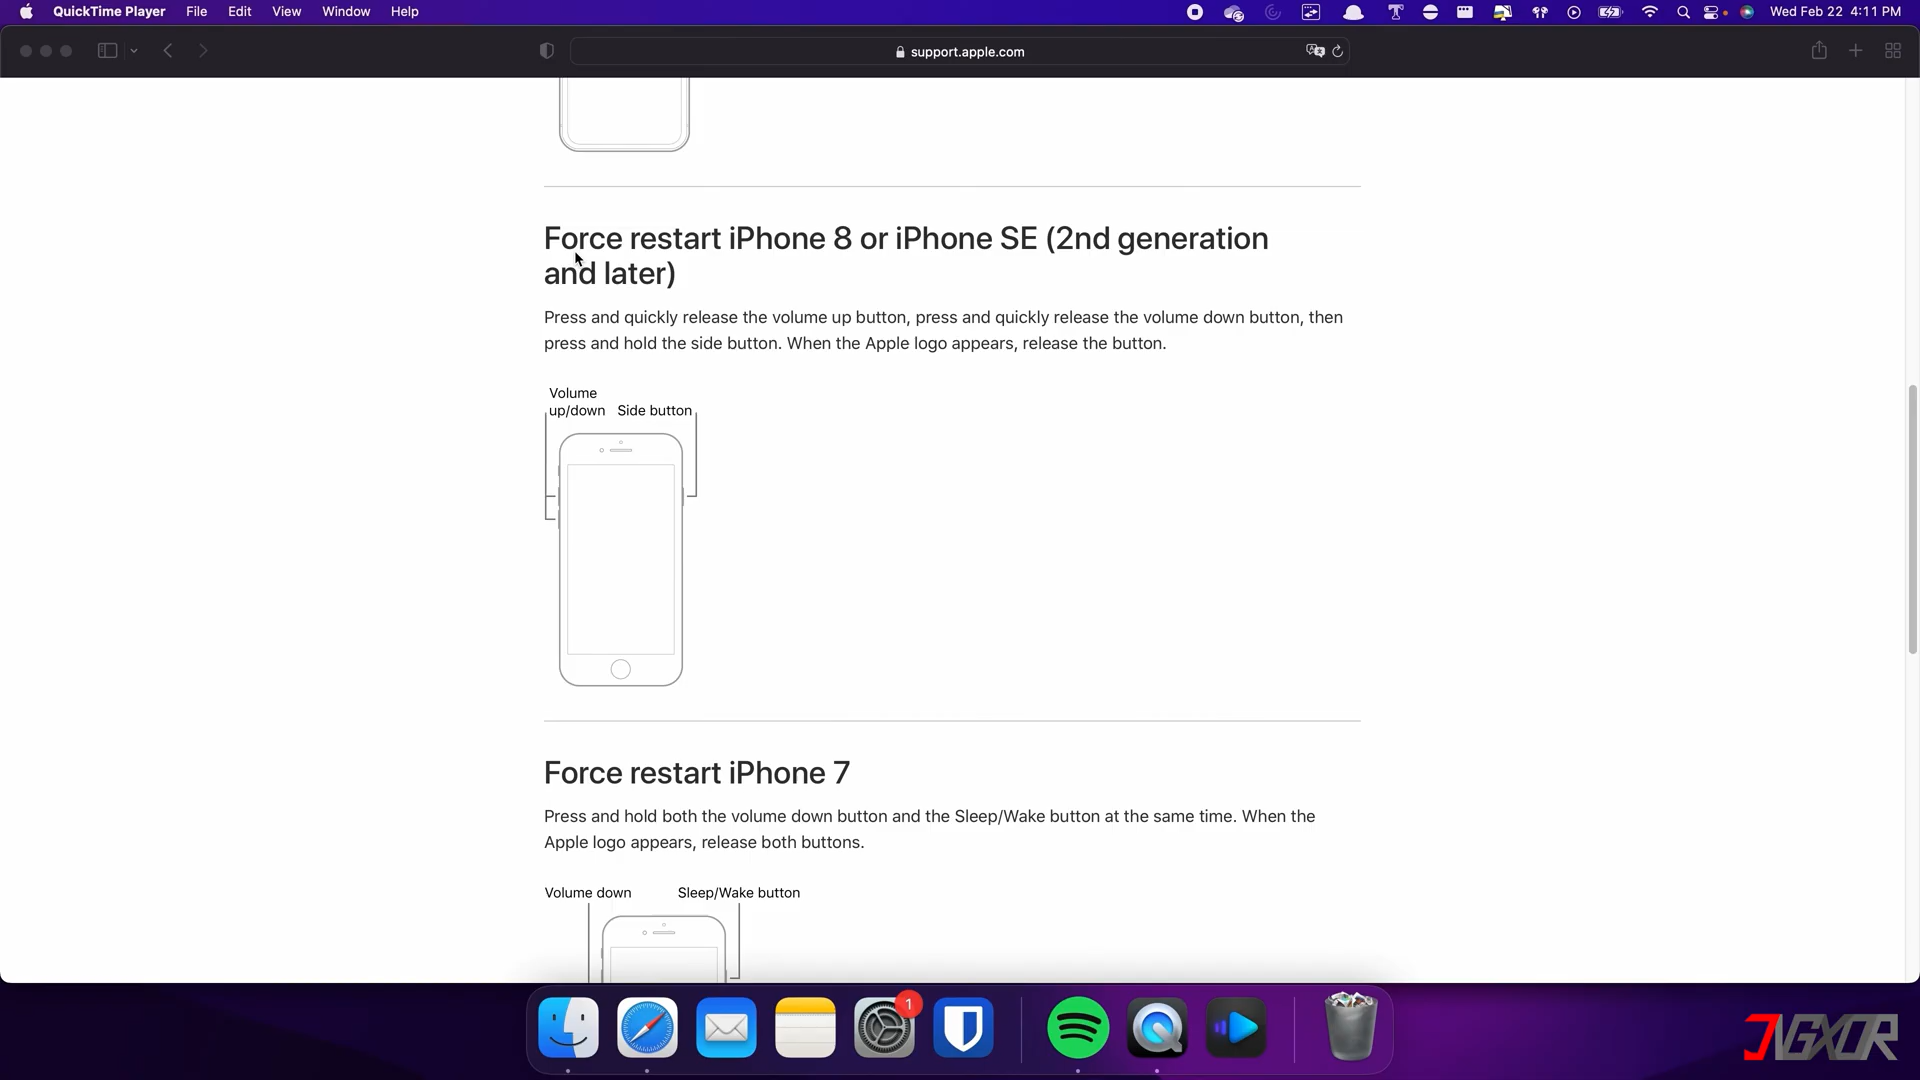 QuickTime Player File Edit View Window Help Wed Feb 22 4:11 PM
support.apple.com
Force restart iPhone 8 or iPhone SE (2nd generation
and later)
Press and quickly release the volume up button, press and quickly release the volume down button, then
press and hold the side button. When the Apple logo appears, release the button.
Volume
up/down Side button
Force restart iPhone 7
Press and hold both the volume down button and the Sleep/Wake button at the same time. When the
Apple logo appears, release both buttons.
Volume down Sleep/Wake button
1
JVGXOR